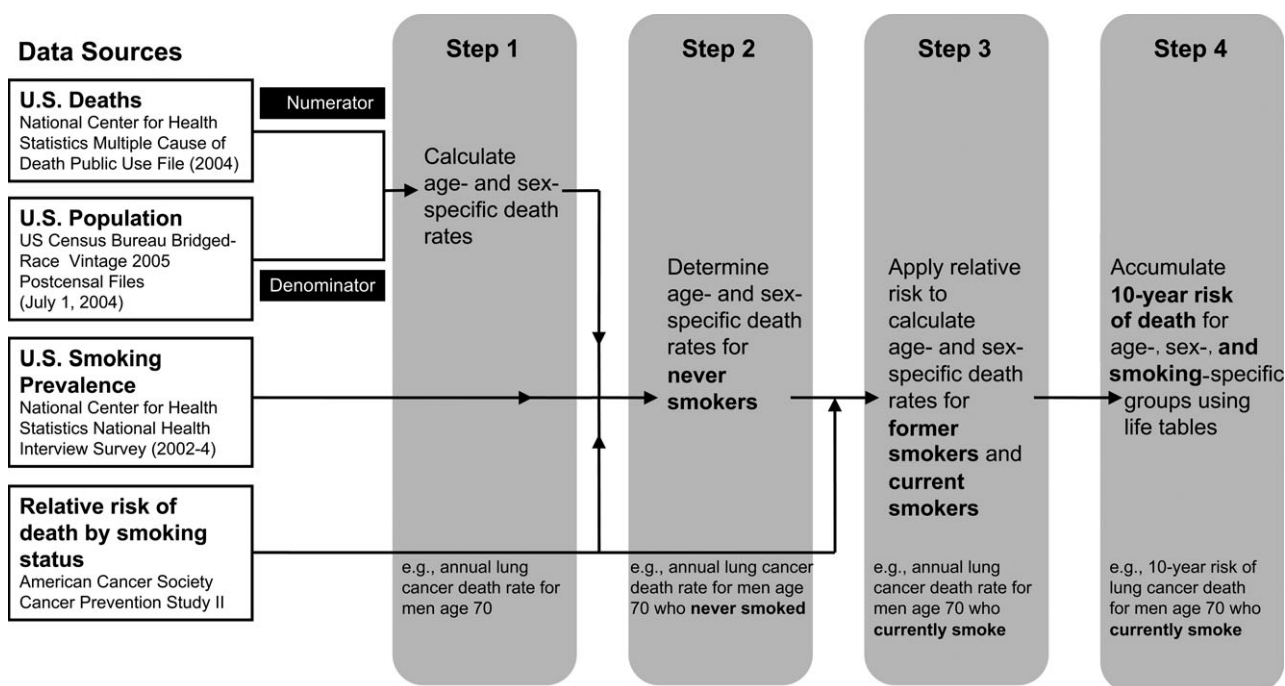 Data Sources
U.S. Deaths
National Center for Health
Statistics Multiple Cause of
Death Public Use File (2004)
Numerator
U.S. Population
US Census Bureau Bridged-
Race Vintage 2005
Postcensal Files
(July 1, 2004)
Denominator
U.S. Smoking
Prevalence
National Center for Health
Statistics National Health
Interview Survey (2002-4)
Relative risk of
death by smoking
status
American Cancer Society
Cancer Prevention Study II
Step 1
Calculate
age- and sex-
specific death
rates
e.g., annual lung
cancer death rate for
men age 70
Step 2
Determine
age- and sex-
specific death
rates for
never
smokers
e.g., annual lung cancer
death rate for men age
70 who never smoked
Step 3
Apply relative
risk to
calculate
age- and sex-
specific death
rates for
former
smokers and
current
smokers
e.g., annual lung
cancer death rate for
men age 70 who
currently smoke
Step 4
Accumulate
10-year risk
of death for
age-, sex-, and
smoking-specific
groups using
life tables
e.g., 10-year risk of
lung cancer death
for men age 70 who
currently smoke